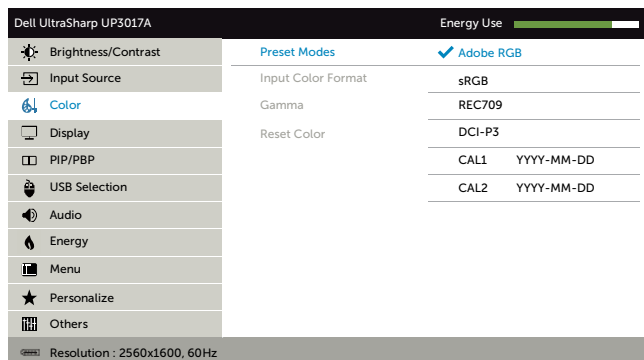 Dell UltraSharp UP3017A
Energy Use
Brightness/Contrast
Preset Modes
Adobe RGB
Input Source
Input Color Format
sRGB
Color
Gamma
REC709
Display
Reset Color
DCI-P3
PIP/PBP
CAL1 YYYY-MM-DD
USB Selection
CAL2 YYYY-MM-DD
Audio
Energy
Menu
Personalize
Others
Resolution : 2560x1600, 60Hz